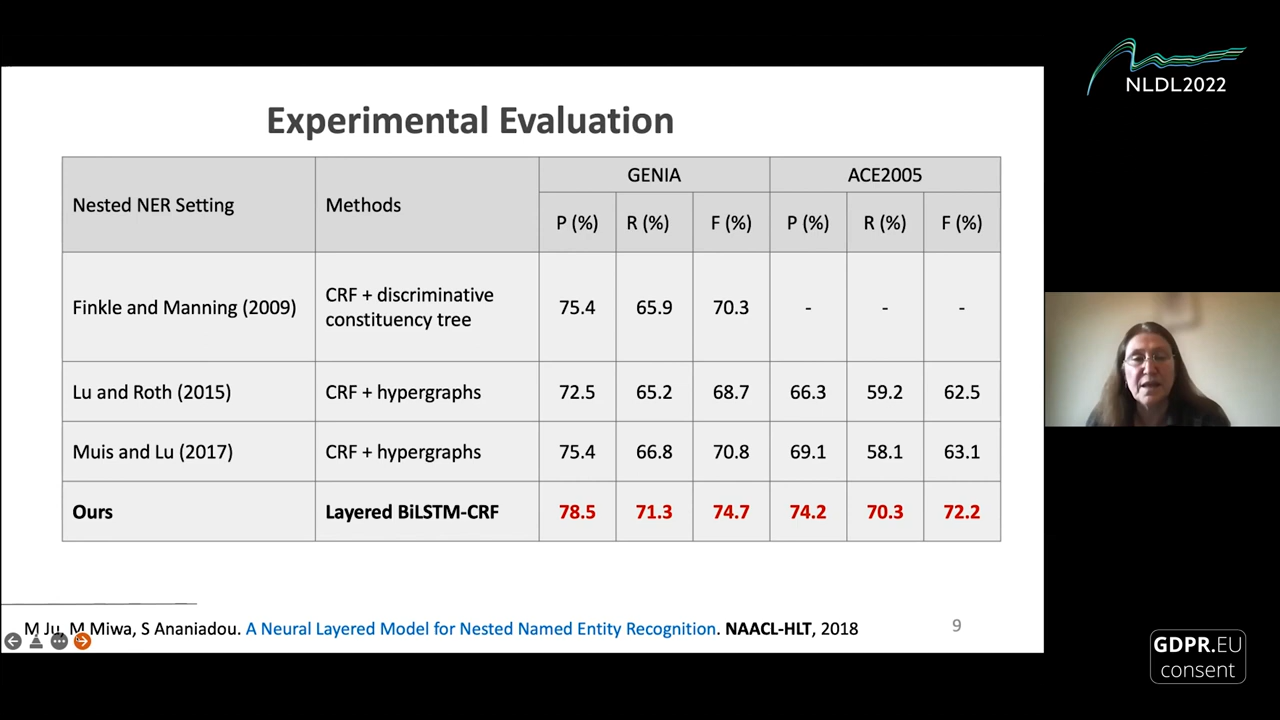 NLDL2022
Experimental Evaluation
Nested NER Setting Methods GENIA ACE2005
P (%) R (%) F (%) P (%) R (%) F (%)
Finkle and Manning (2009) CRF + discriminative constituency tree 75.4 65.9 70.3 - - -
Lu and Roth (2015) CRF + hypergraphs 72.5 65.2 68.7 66.3 59.2 62.5
Muis and Lu (2017) CRF + hypergraphs 75.4 66.8 70.8 69.1 58.1 63.1
Ours Layered BiLSTM-CRF 78.5 71.3 74.7 74.2 70.3 72.2
M Ju, M Miwa, S Ananiadou. A Neural Layered Model for Nested Named Entity Recognition. NAACL-HLT, 2018
9
GDPR.EU
consent